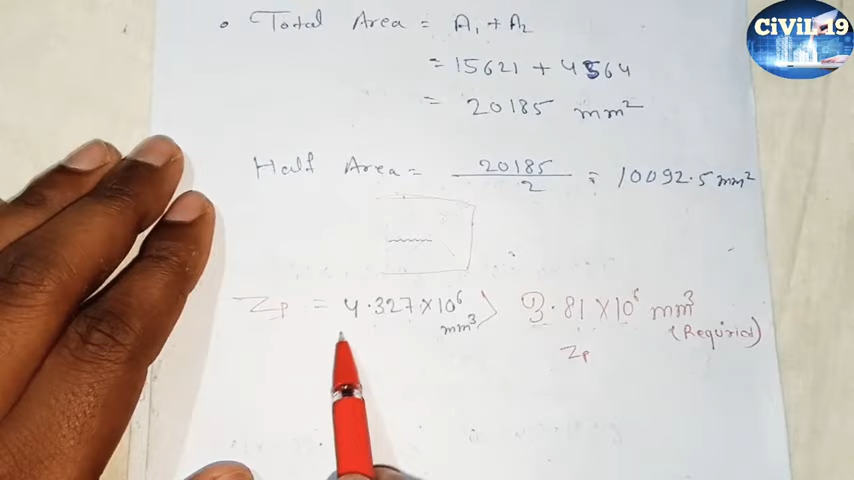 CiViL 19
• Total Area = A₁ + A₂
= 15621 + 4564
= 20185 mm²
Half Area = 20185/2 = 10092.5 mm²
Zp = 4.327 × 10⁶ mm³ > 3.81 × 10⁶ mm³
(Requried)
Zp